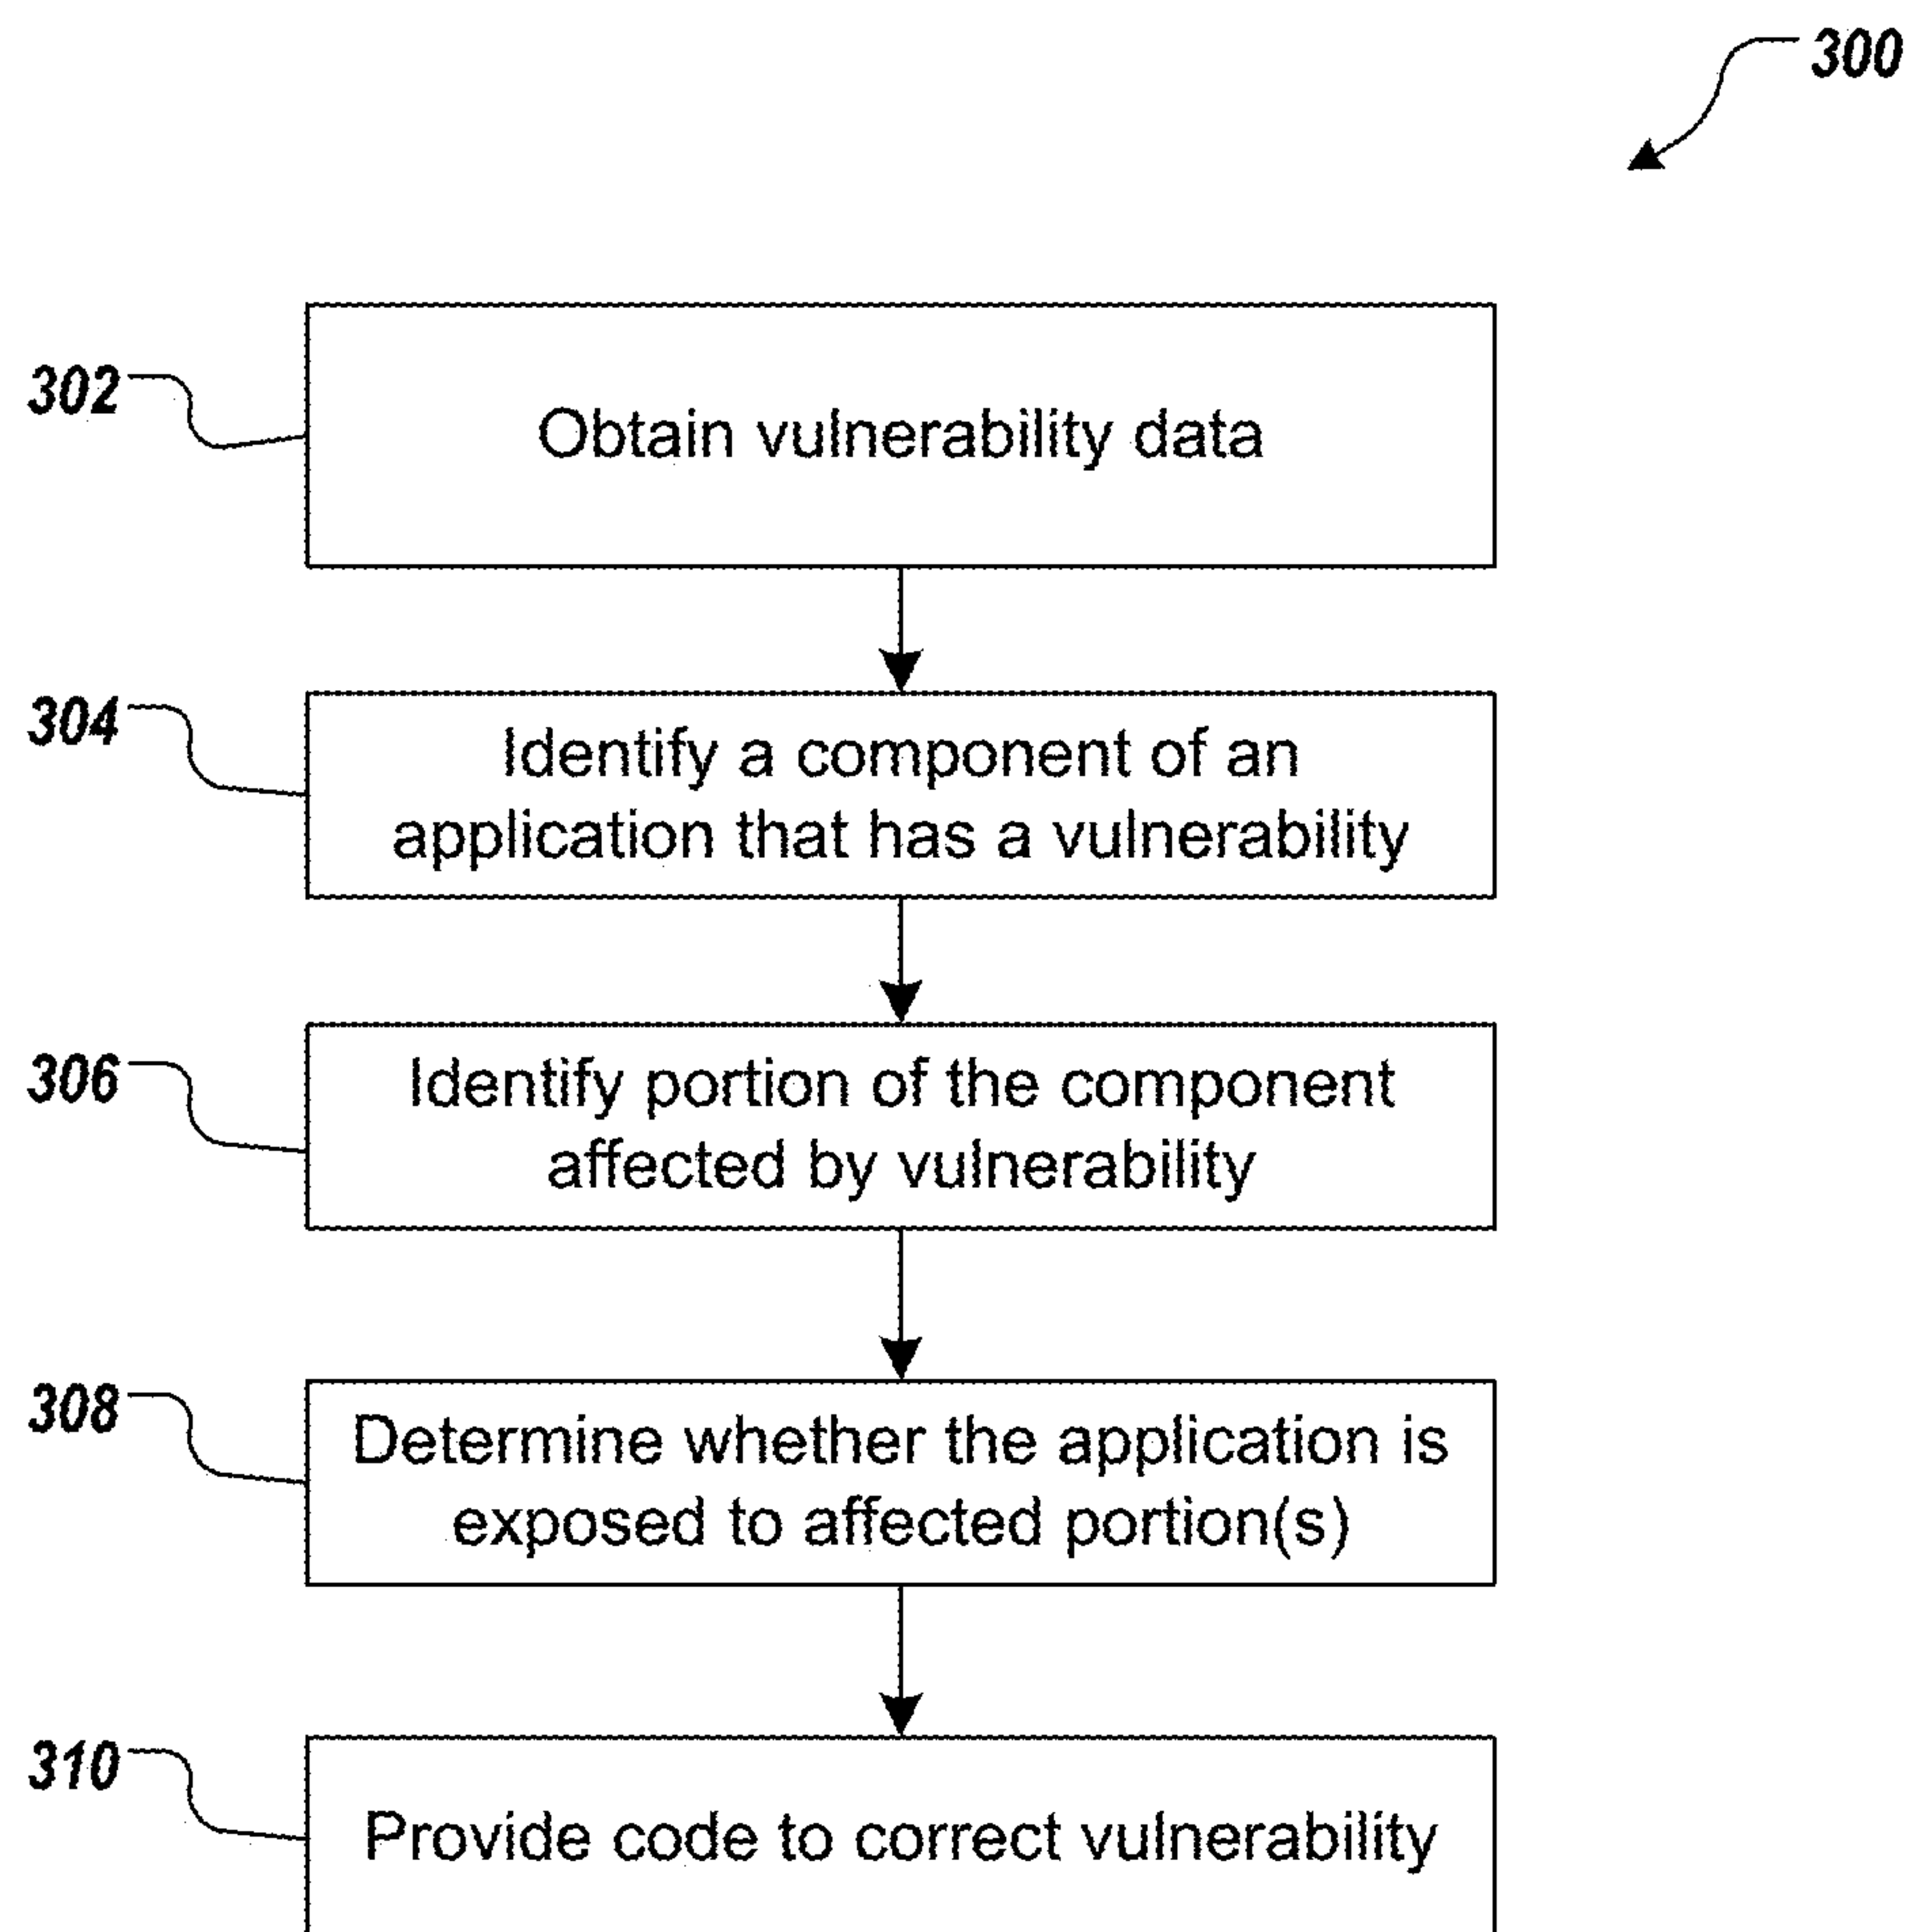 300
302
Obtain vulnerability data
304
Identify a component of an
application that has a vulnerability
306
Identify portion of the component
affected by vulnerability
308
Determine whether the application is
exposed to affected portion(s)
310
Provide code to correct vulnerability